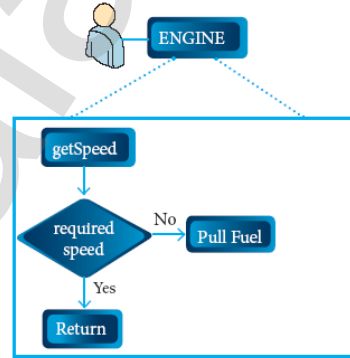 ENGINE
getSpeed
required
speed
No
Pull Fuel
Yes
Return